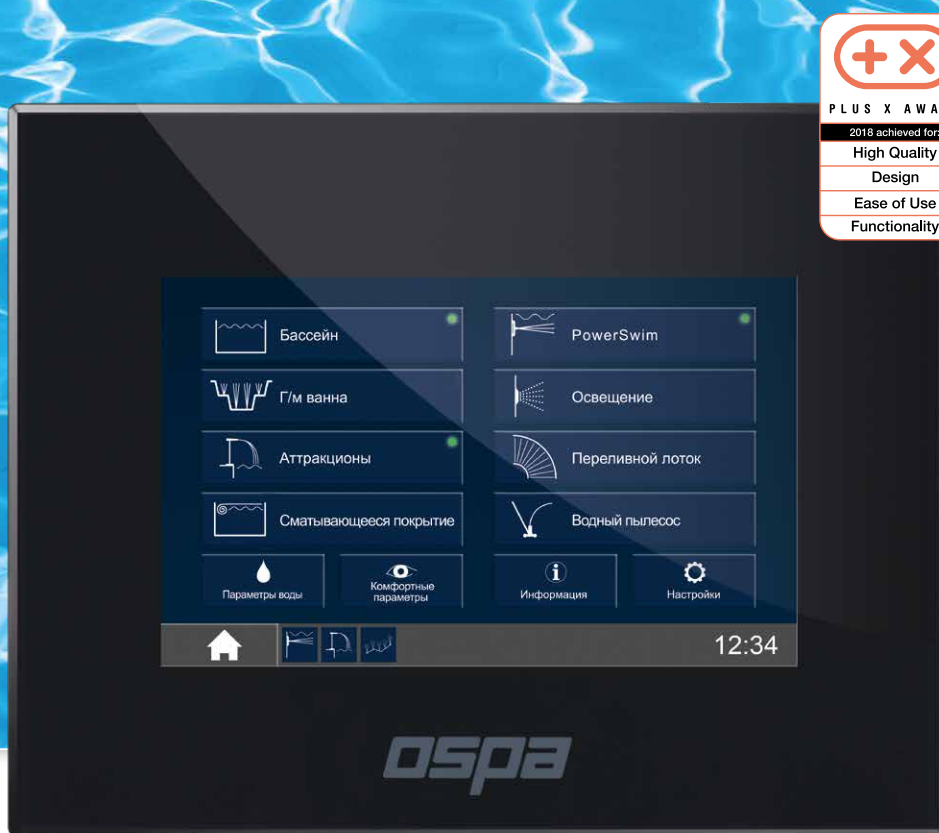 PLUS X AWA
2018 achieved for:
High Quality
Design
Ease of Use
Functionality
Бассейн
PowerSwim
Г/м ванна
Освещение
Аттракционы
Переливной лоток
Сматывающееся покрытие
Водный пылесос
Параметры воды
Комфортные
параметры
Информация
Настройки
12:34
ospa